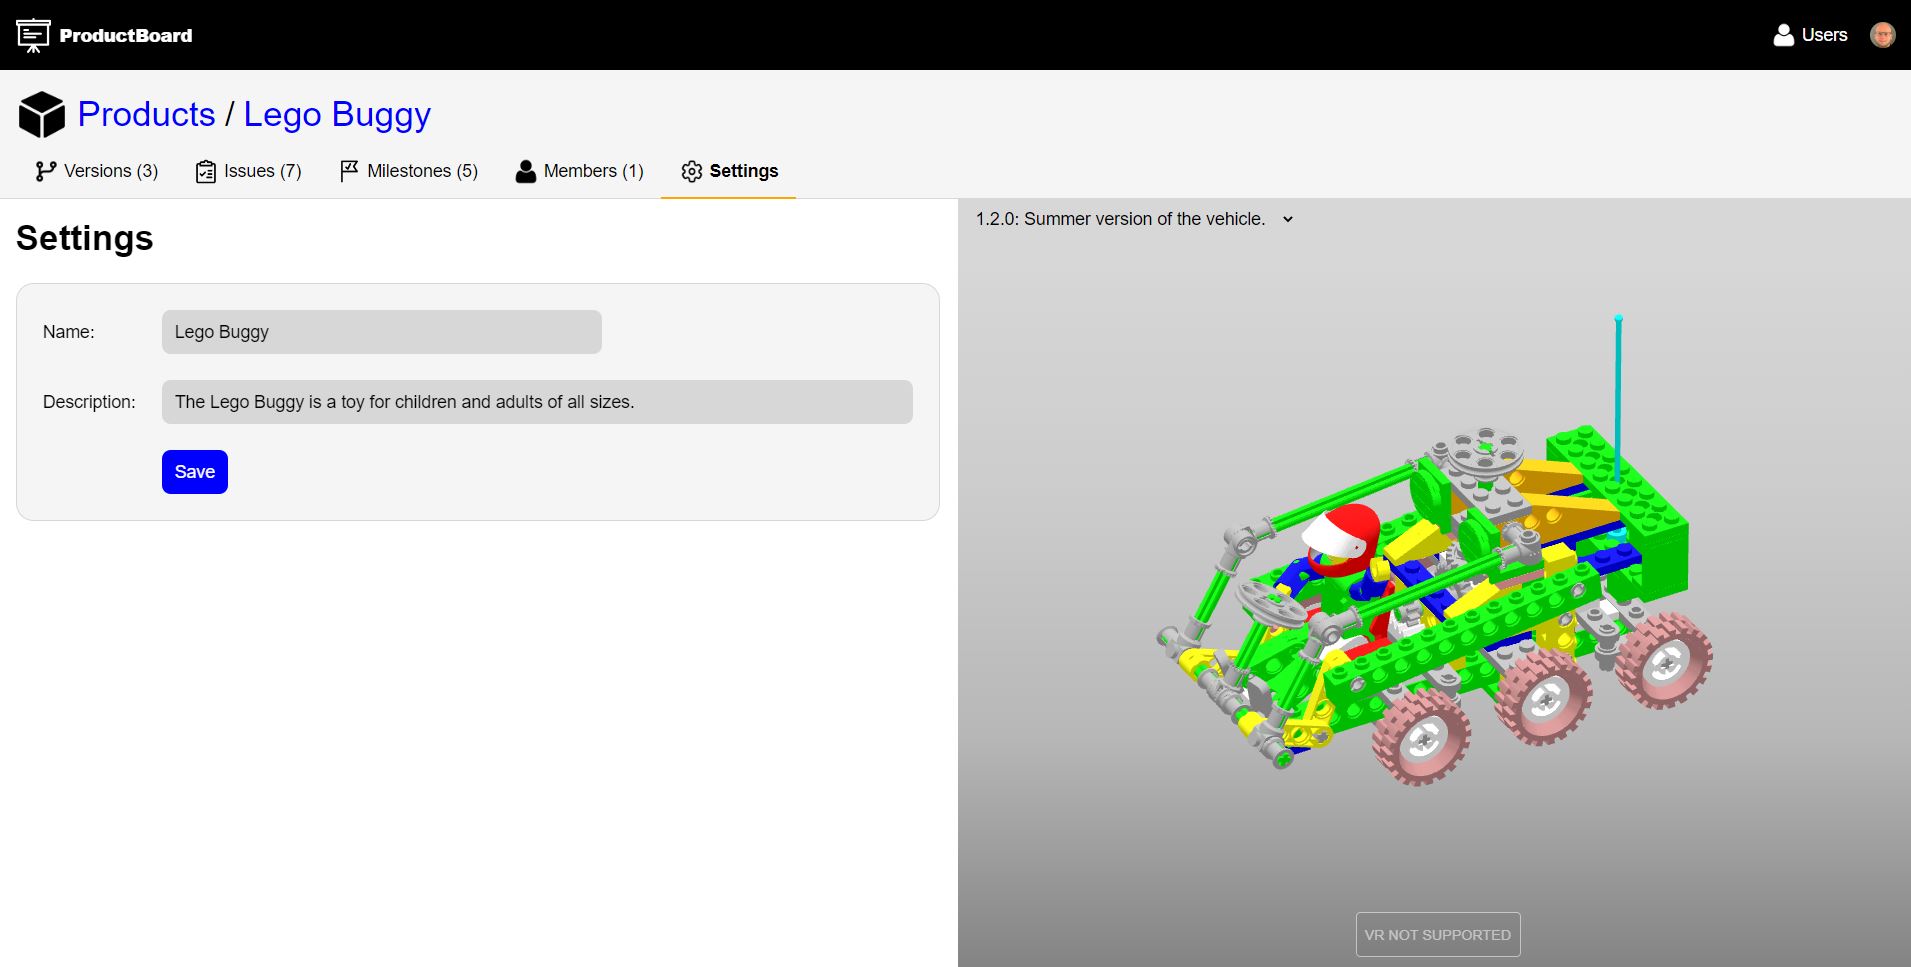 ProductBoard
Users
Products / Lego Buggy
Versions (3)
Issues (7)
Milestones (5)
Members (1)
Settings
Settings
1.2.0: Summer version of the vehicle.
Name:
Lego Buggy
Description:
The Lego Buggy is a toy for children and adults of all sizes.
Save
VR NOT SUPPORTED